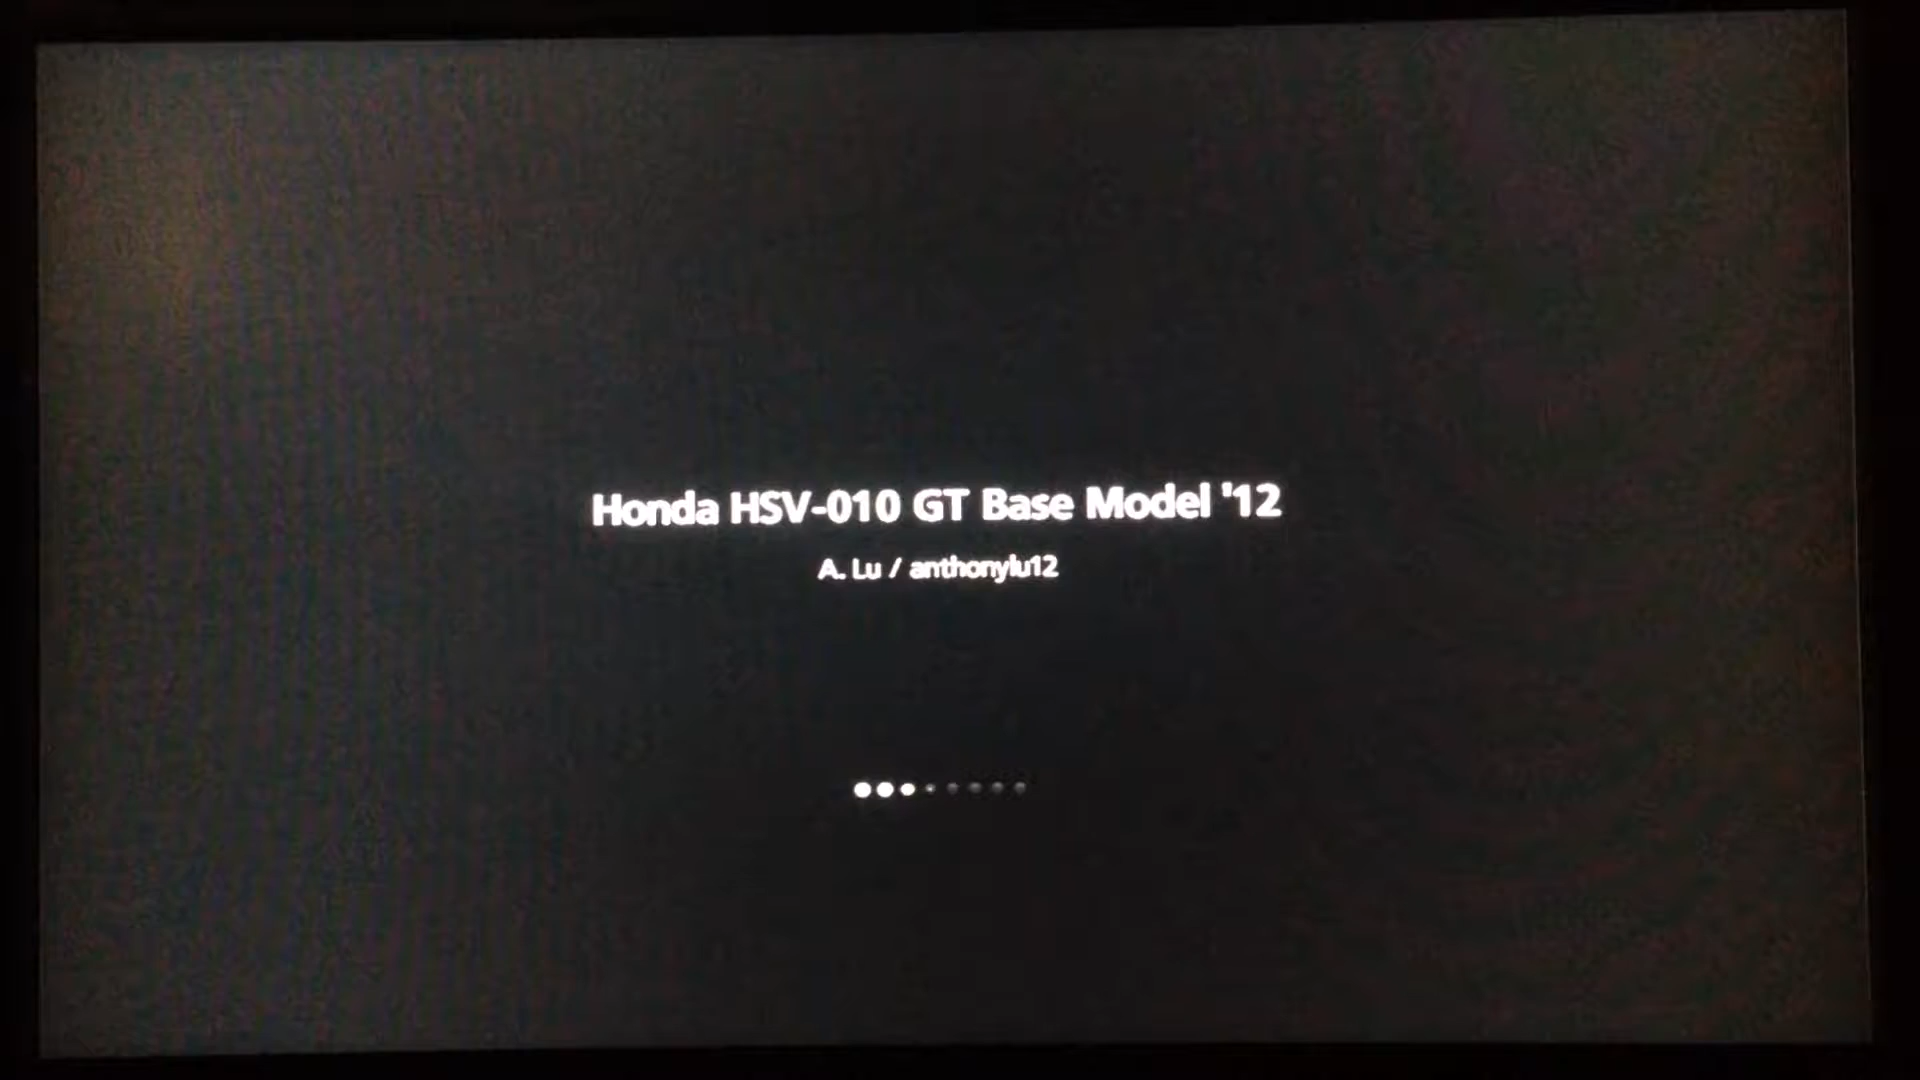 Honda HSV-010 GT Base Model '12
A. Lu / anthonylu12